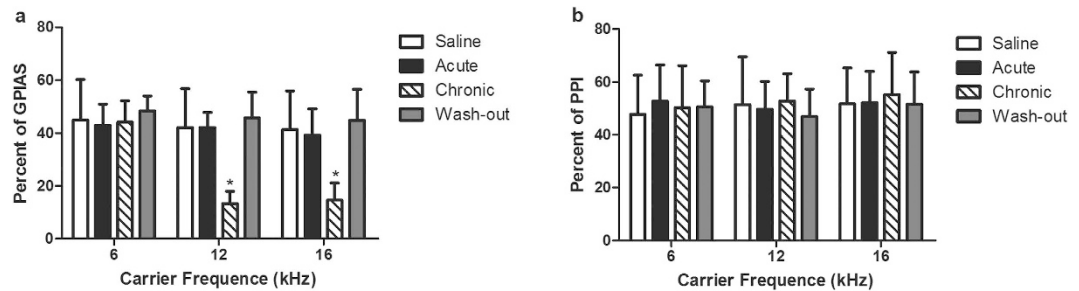 a
80
60
40
20
0
Percent of GPIAS
*
*
6
12
16
Carrier Frequence (kHz)
Saline
Acute
Chronic
Wash-out
b
80
60
40
20
0
Percent of PPI
6
12
16
Carrier Frequence (kHz)
Saline
Acute
Chronic
Wash-out